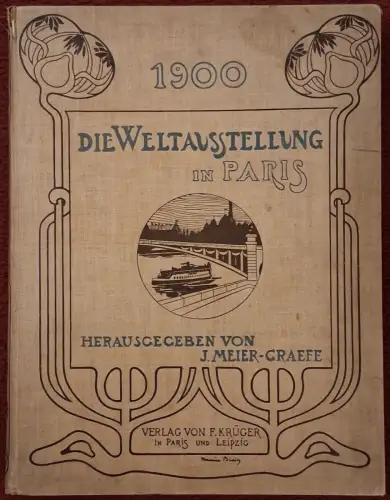 1900
DIE WELTAUSSTELLUNG
IN PARIS
HERAUSGEGEBEN VON
J. MEIER-GRAEFE
VERLAG VON F. KRÜGER
IN PARIS UND LEIPZIG